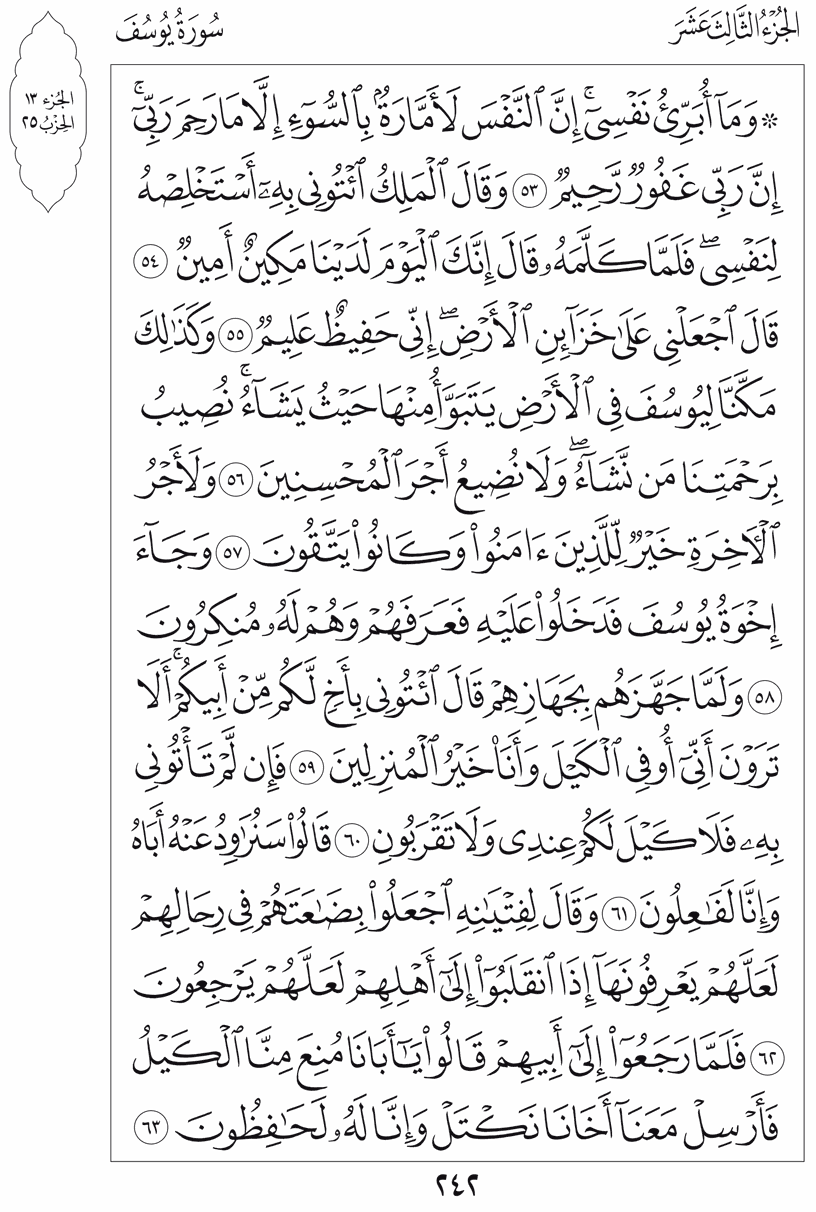 الجُزْءُ الثَّالِثَ عَشَرَ
سُورَةُ يُوسُفَ
الجُزء ١٣
الحِزْبُ ٢٥
۞ وَمَآ أُبَرِّئُ نَفۡسِيٓۚ إِنَّ ٱلنَّفۡسَ لَأَمَّارَةُۢ بِٱلسُّوٓءِ إِلَّا مَا رَحِمَ رَبِّيٓۚ
إِنَّ رَبِّي غَفُورٞ رَّحِيمٞ ٥٣ وَقَالَ ٱلۡمَلِكُ ٱئۡتُونِي بِهِۦٓ أَسۡتَخۡلِصۡهُ
لِنَفۡسِيۖ فَلَمَّا كَلَّمَهُۥ قَالَ إِنَّكَ ٱلۡيَوۡمَ لَدَيۡنَا مَكِينٌ أَمِينٞ ٥٤
قَالَ ٱجۡعَلۡنِي عَلَىٰ خَزَآئِنِ ٱلۡأَرۡضِۖ إِنِّي حَفِيظٌ عَلِيمٞ ٥٥ وَكَذَٰلِكَ
مَكَّنَّا لِيُوسُفَ فِي ٱلۡأَرۡضِ يَتَبَوَّأُ مِنۡهَا حَيۡثُ يَشَآءُۚ نُصِيبُ
بِرَحۡمَتِنَا مَن نَّشَآءُۖ وَلَا نُضِيعُ أَجۡرَ ٱلۡمُحۡسِنِينَ ٥٦ وَلَأَجۡرُ
ٱلۡأٓخِرَةِ خَيۡرٞ لِّلَّذِينَ ءَامَنُواْ وَكَانُواْ يَتَّقُونَ ٥٧ وَجَآءَ
إِخۡوَةُ يُوسُفَ فَدَخَلُواْ عَلَيۡهِ فَعَرَفَهُمۡ وَهُمۡ لَهُۥ مُنكِرُونَ
٥٨ وَلَمَّا جَهَّزَهُم بِجَهَازِهِمۡ قَالَ ٱئۡتُونِي بِأَخٖ لَّكُم مِّنۡ أَبِيكُمۡۚ أَلَا
تَرَوۡنَ أَنِّيٓ أُوفِي ٱلۡكَيۡلَ وَأَنَا۠ خَيۡرُ ٱلۡمُنزِلِينَ ٥٩ فَإِن لَّمۡ تَأۡتُونِي
بِهِۦ فَلَا كَيۡلَ لَكُمۡ عِندِي وَلَا تَقۡرَبُونِ ٦٠ قَالُواْ سَنُرَٰوِدُ عَنۡهُ أَبَاهُ
وَإِنَّا لَفَٰعِلُونَ ٦١ وَقَالَ لِفِتۡيَٰنِهِ ٱجۡعَلُواْ بِضَٰعَتَهُمۡ فِي رِحَالِهِمۡ
لَعَلَّهُمۡ يَعۡرِفُونَهَآ إِذَا ٱنقَلَبُوٓاْ إِلَىٰٓ أَهۡلِهِمۡ لَعَلَّهُمۡ يَرۡجِعُونَ
٦٢ فَلَمَّا رَجَعُوٓاْ إِلَىٰٓ أَبِيهِمۡ قَالُواْ يَٰٓأَبَانَا مُنِعَ مِنَّا ٱلۡكَيۡلُ
فَأَرۡسِلۡ مَعَنَآ أَخَانَا نَكۡتَلۡ وَإِنَّا لَهُۥ لَحَٰفِظُونَ ٦٣
٢٤٢